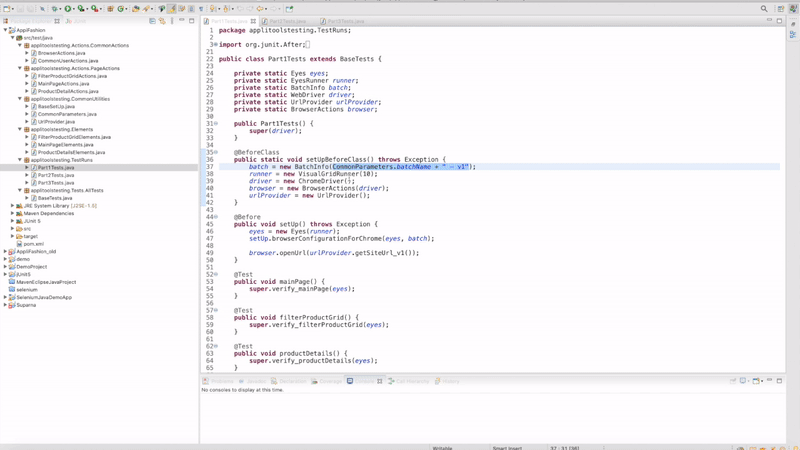 Part1Tests.java
Part2Tests.java
Part3Tests.java
AppliFashion
src/test/java
applitoolstesting.Actions.CommonActions
BrowserActions.java
CommonUserActions.java
applitoolstesting.Actions.PageActions
FilterProductGridActions.java
MainPageActions.java
ProductDetailActions.java
applitoolstesting.CommonUtilities
BaseSetUp.java
CommonParameters.java
UrlProvider.java
applitoolstesting.Elements
FilterProductGridElements.java
MainPageElements.java
ProductDetailsElements.java
applitoolstesting.TestRuns
Part1Tests.java
Part2Tests.java
Part3Tests.java
applitoolstesting.Tests.AllTests
BaseTests.java
JRE System Library [J2SE-1.5]
Maven Dependencies
JUnit 5
src
target
pom.xml
AppliFashion_old
demo
DemoProject
jUnit5
MavenEclipseJavaProject
selenium
SeleniumJavaDemoApp
Suparna
1 package applitoolstesting.TestRuns;
2
3 import org.junit.After;
21
22 public class Part1Tests extends BaseTests {
23
24 private static Eyes eyes;
25 private static EyesRunner runner;
26 private static BatchInfo batch;
27 private static WebDriver driver;
28 private static UrlProvider urlProvider;
29 private static BrowserActions browser;
30
31 public Part1Tests() {
32 super(driver);
33 }
34
35 @BeforeClass
36 public static void setUpBeforeClass() throws Exception {
37 batch = new BatchInfo(CommonParameters.batchName + " - v1");
38 runner = new VisualGridRunner(10);
39 driver = new ChromeDriver();
40 browser = new BrowserActions(driver);
41 urlProvider = new UrlProvider();
42 }
43
44 @Before
45 public void setUp() throws Exception {
46 eyes = new Eyes(runner);
47 setUp.browserConfigurationForChrome(eyes, batch);
48
49 browser.openUrl(urlProvider.getSiteUrl_v1());
50 }
51
52 @Test
53 public void mainPage() {
54 super.verify_mainPage(eyes);
55 }
56
57 @Test
58 public void filterProductGrid() {
59 super.verify_filterProductGrid(eyes);
60 }
61
62 @Test
63 public void productDetails() {
64 super.verify_productDetails(eyes);
65 }
Problems Javadoc Declaration Coverage Console Call Hierarchy History
No consoles to display at this time.
Writable Smart Insert 37 : 31 [38]